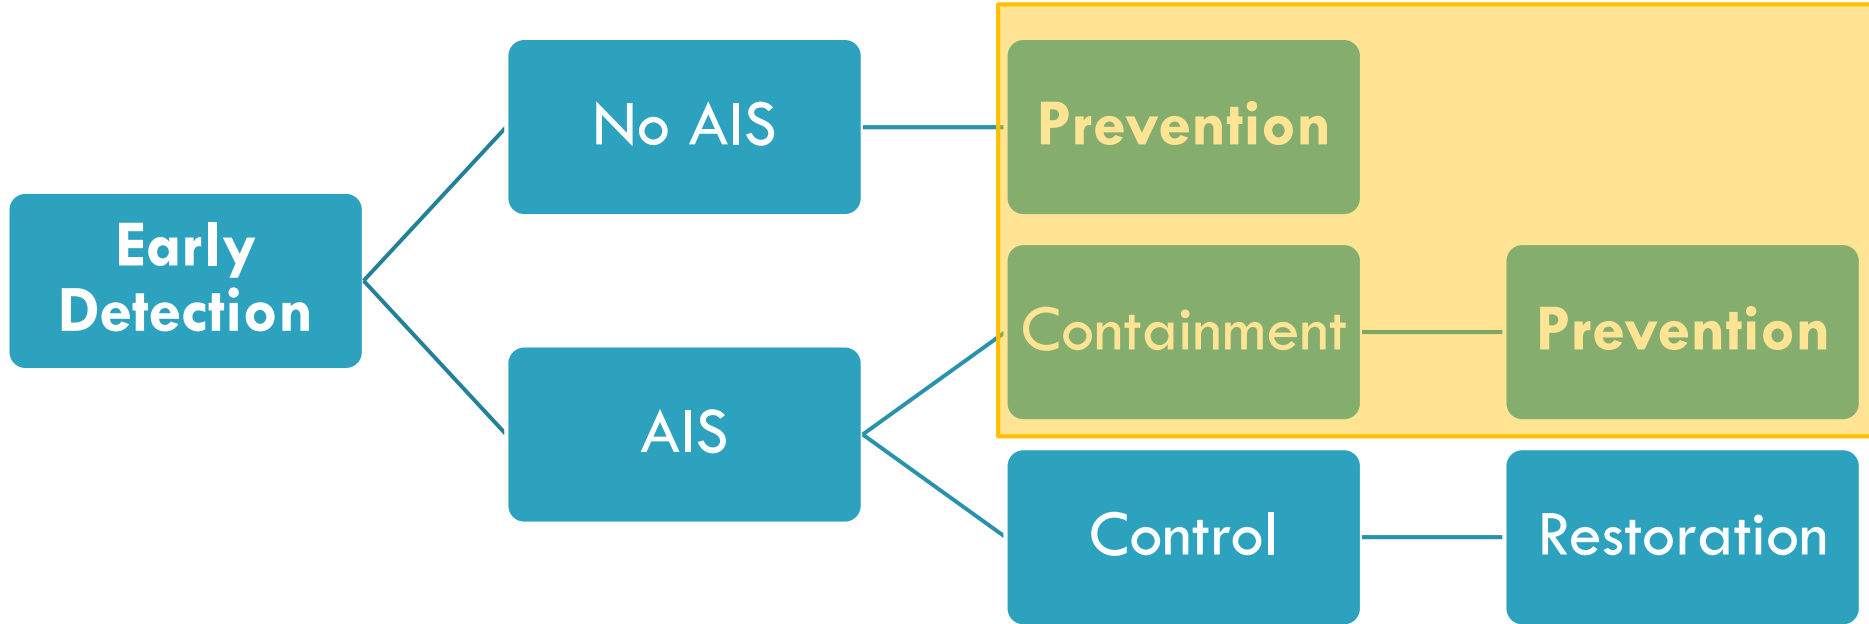 Early
Detection
No AIS
Prevention
AIS
Containment
Prevention
Control
Restoration